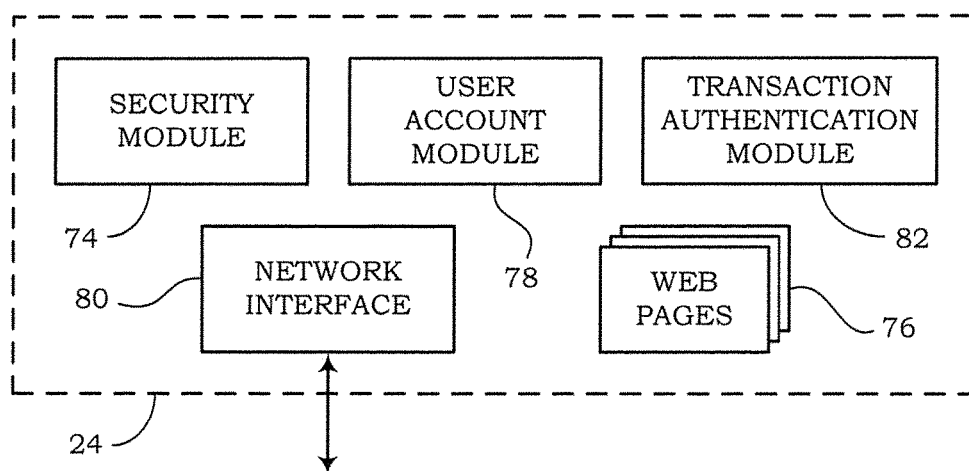 SECURITY
MODULE
USER
ACCOUNT
MODULE
TRANSACTION
AUTHENTICATION
MODULE
74
78
82
80
NETWORK
INTERFACE
WEB
PAGES
76
24